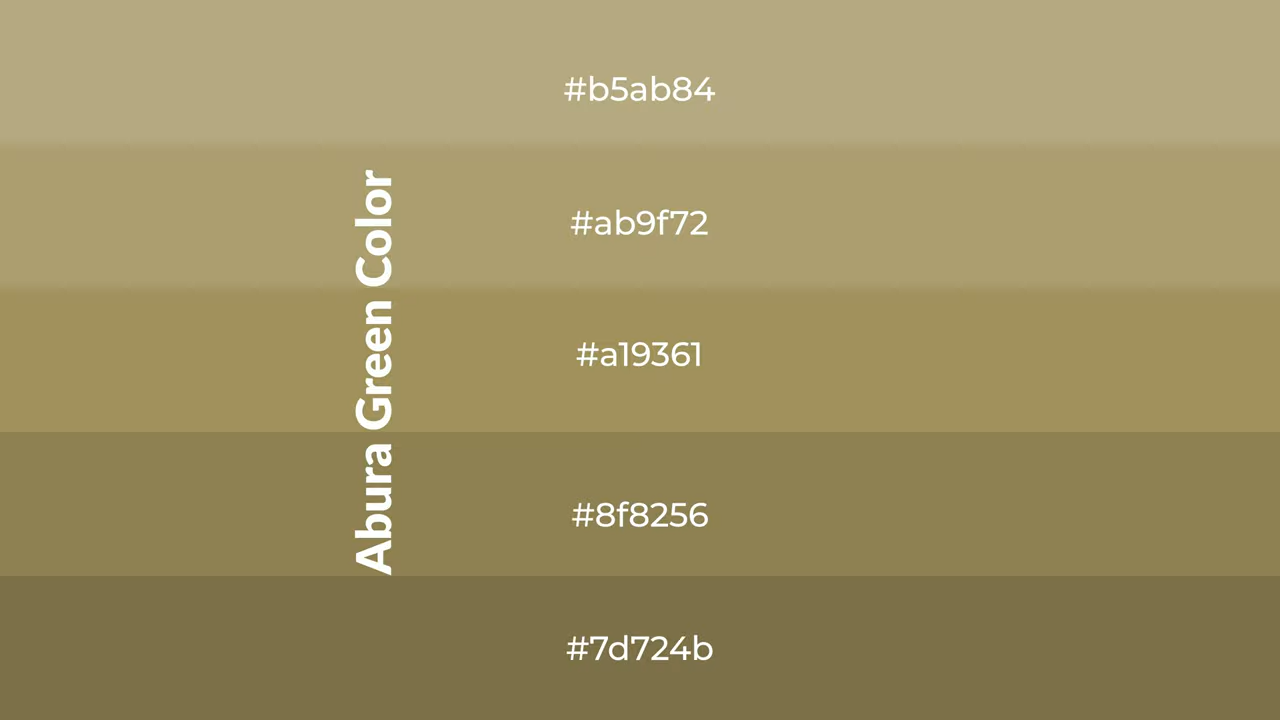 Abura Green Color
#b5ab84
#ab9f72
#a19361
#8f8256
#7d724b